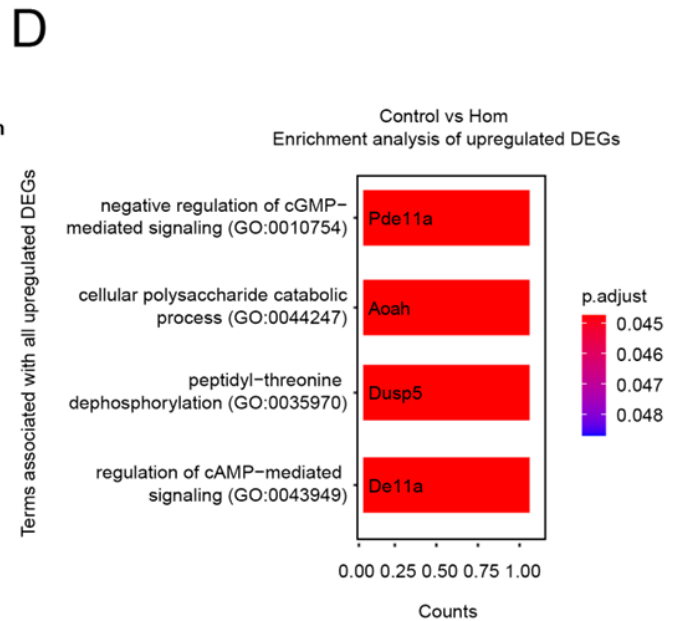 D
n
Control vs Hom
Enrichment analysis of upregulated DEGs
Terms associated with all upregulated DEGs
negative regulation of cGMP−
mediated signaling (GO:0010754)
Pde11a
cellular polysaccharide catabolic
process (GO:0044247)
Aoah
peptidyl−threonine
dephosphorylation (GO:0035970)
Dusp5
regulation of cAMP−mediated
signaling (GO:0043949)
De11a
0.00 0.25 0.50 0.75 1.00
Counts
p.adjust
0.045
0.046
0.047
0.048